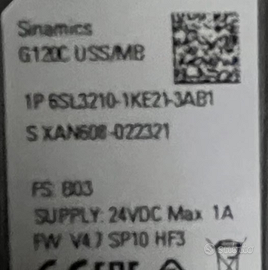 Sinamics
G120C USS/MB
1P 6SL3210-1KE21-3AB1
S XAN608-022321
FS: B03
SUPPLY: 24VDC Max 1A
FW V4.7 SP10 HF3